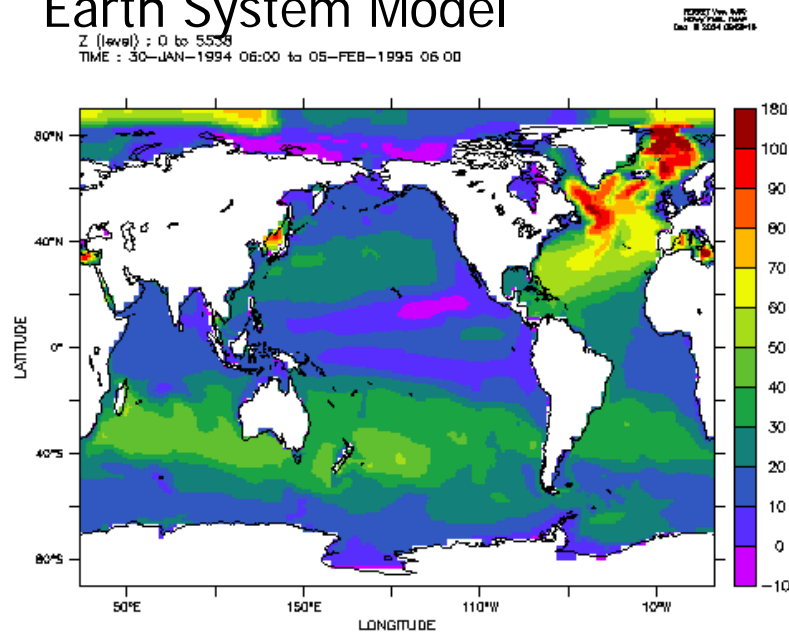 Earth System Model
Z (level) : 0 to 5538
TIME : 30-JAN-1994 06:00 to 05-FEB-1995 06 00
80°N
40°N
0°
40°S
80°S
LATITUDE
50°E
150°E
110°W
10°W
LONGITUDE
180
100
90
80
70
60
50
40
30
20
10
0
-10